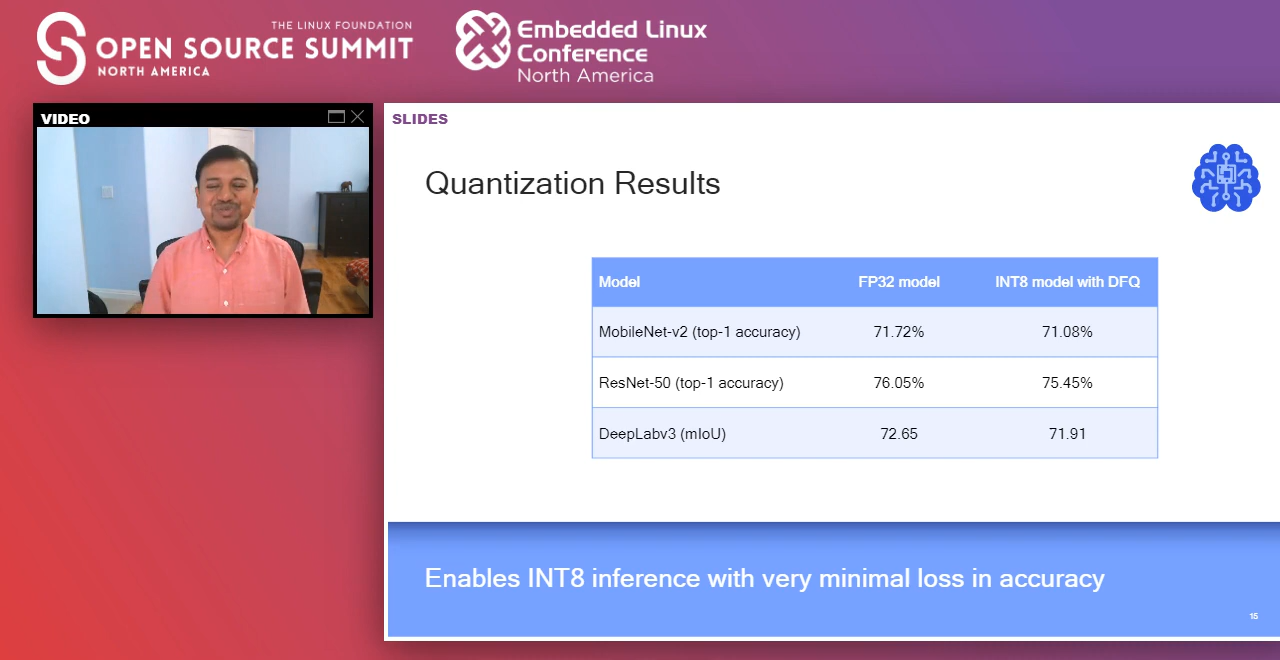 THE LINUX FOUNDATION
OPEN SOURCE SUMMIT
NORTH AMERICA
Embedded Linux
Conference
North America
VIDEO
SLIDES
Quantization Results
Model FP32 model INT8 model with DFQ
MobileNet-v2 (top-1 accuracy) 71.72% 71.08%
ResNet-50 (top-1 accuracy) 76.05% 75.45%
DeepLabv3 (mIoU) 72.65 71.91
Enables INT8 inference with very minimal loss in accuracy
15